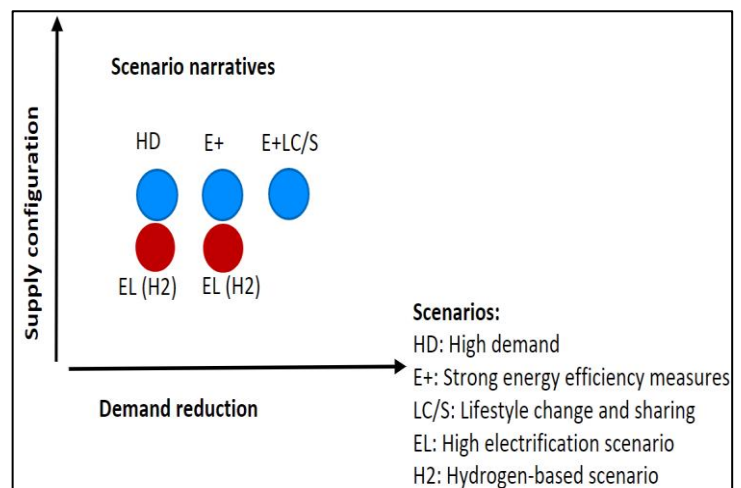 Scenario narratives
HD E+ E+LC/S
EL (H2) EL (H2)
Supply configuration
Demand reduction
Scenarios:
HD: High demand
E+: Strong energy efficiency measures
LC/S: Lifestyle change and sharing
EL: High electrification scenario
H2: Hydrogen-based scenario